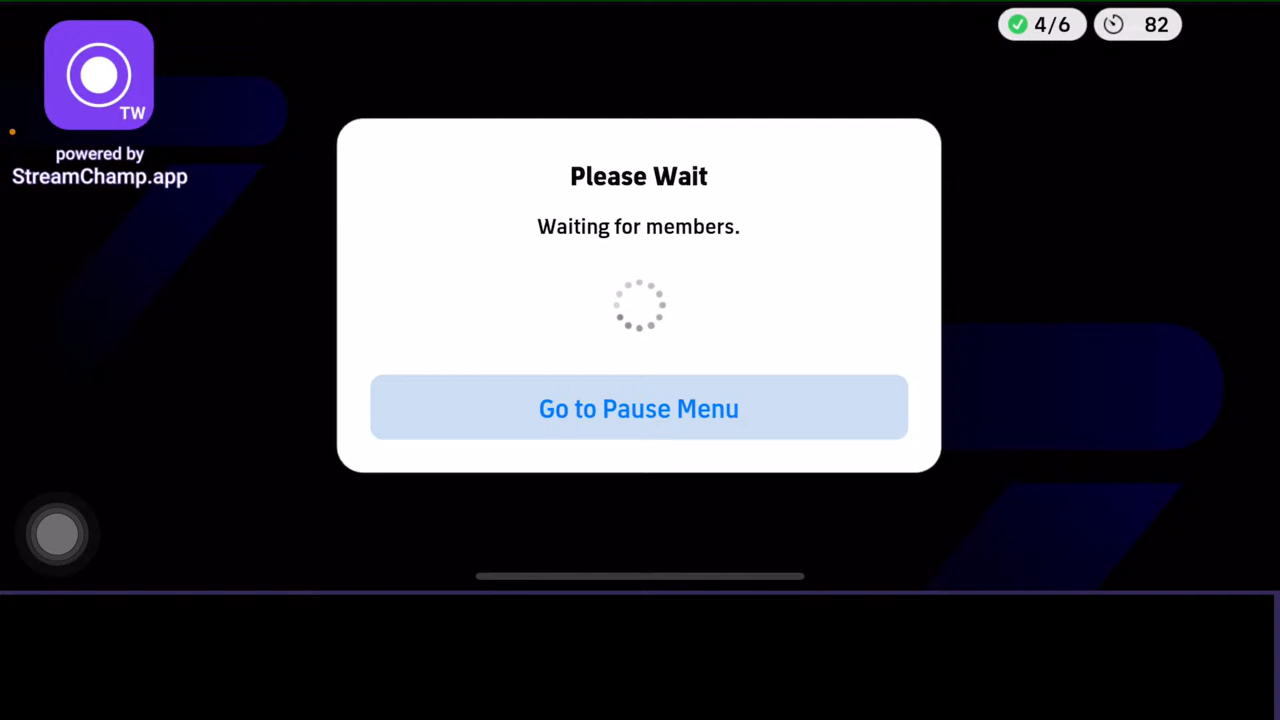 4/6
82
TW
powered by
StreamChamp.app
Please Wait
Waiting for members.
Go to Pause Menu